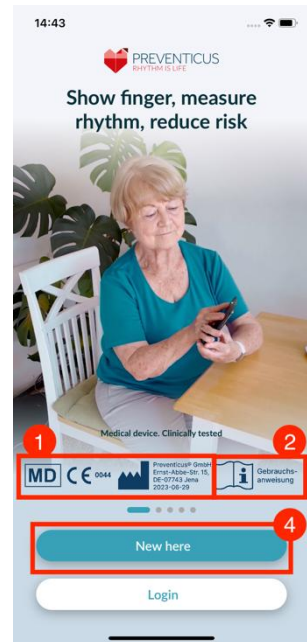 14:43
PREVENTICUS
RHYTHM IS LIFE
Show finger, measure
rhythm, reduce risk
Medical device. Clinically tested
1
2
MD CE 0044
Preventicus® GmbH
Ernst-Abbe-Str. 15,
DE-07743 Jena
2023-06-29
i
Gebrauchs-
anweisung
4
New here
Login